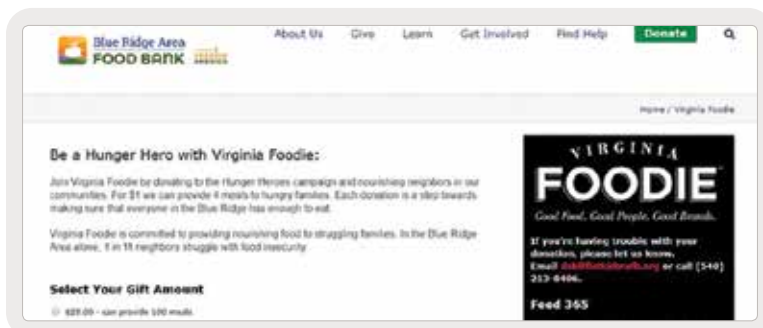 Blue Ridge Area
FOOD BANK
About Us Give Learn Get Involved Find Help Donate
Home / Virginia Foodie
Be a Hunger Hero with Virginia Foodie:
Join Virginia Foodie by donating to the Hunger Heroes campaign and nourishing neighbors in our
communities. For $1 we can provide 4 meals to hungry families. Each donation is a step towards
making sure that everyone in the Blue Ridge has enough to eat.
Virginia Foodie is committed to providing nourishing food to struggling families. In the Blue Ridge
Area alone, 1 in 11 neighbors struggle with food insecurity.
Select Your Gift Amount
$25.00 - can provide 100 meals
VIRGINIA
FOODIE
Good Food. Good People. Good Brands.
If you're having trouble with your
donation, please let us know.
Email or call (540)
213-8406.
Feed 365